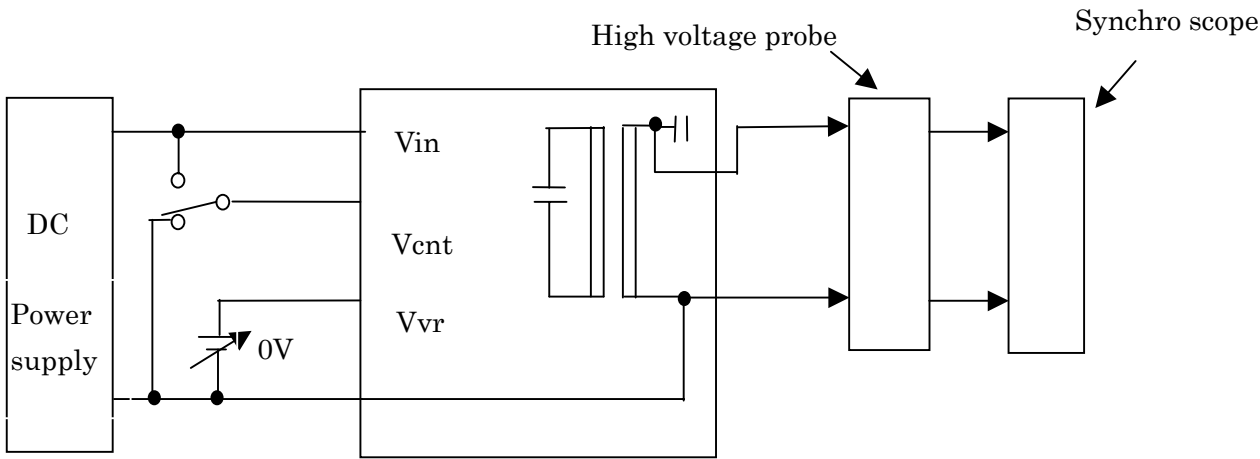 Synchro scope
High voltage probe
Vin
DC
Vcnt
Power
supply
Vvr
0V